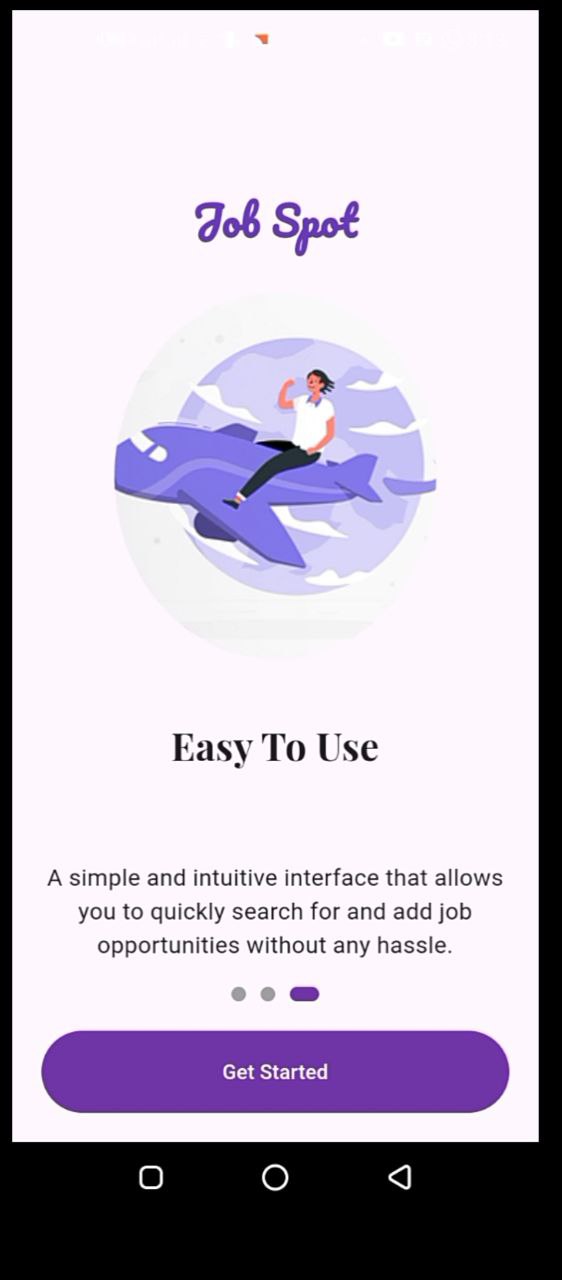 Job Spot
Easy To Use
A simple and intuitive interface that allows
you to quickly search for and add job
opportunities without any hassle.
Get Started